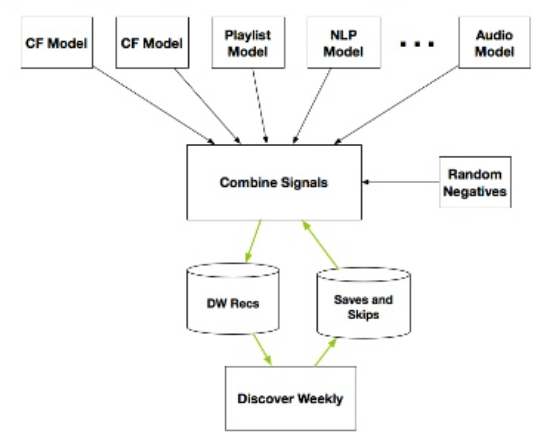 CF Model
CF Model
Playlist
Model
NLP
Model
...
Audio
Model
Combine Signals
Random
Negatives
DW Recs
Saves and
Skips
Discover Weekly